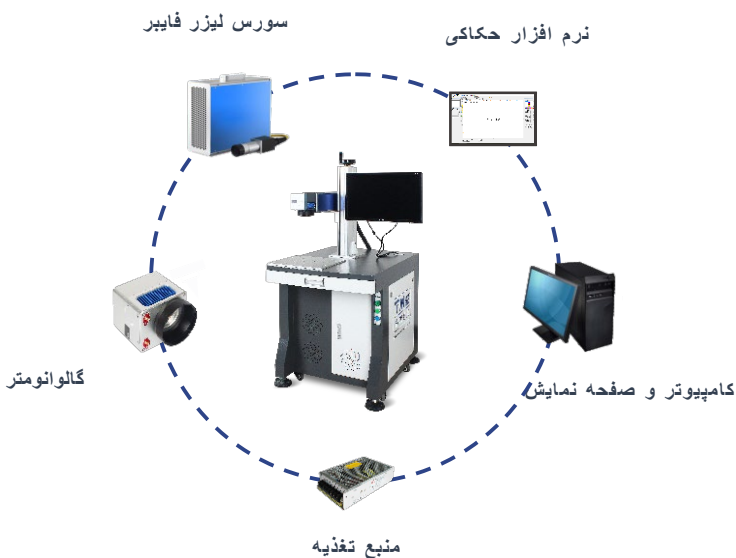 سورس لیزر فایبر
نرم افزار حکاکی
گالوانومتر
کامپیوتر و صفحه نمایش
منبع تغذیه